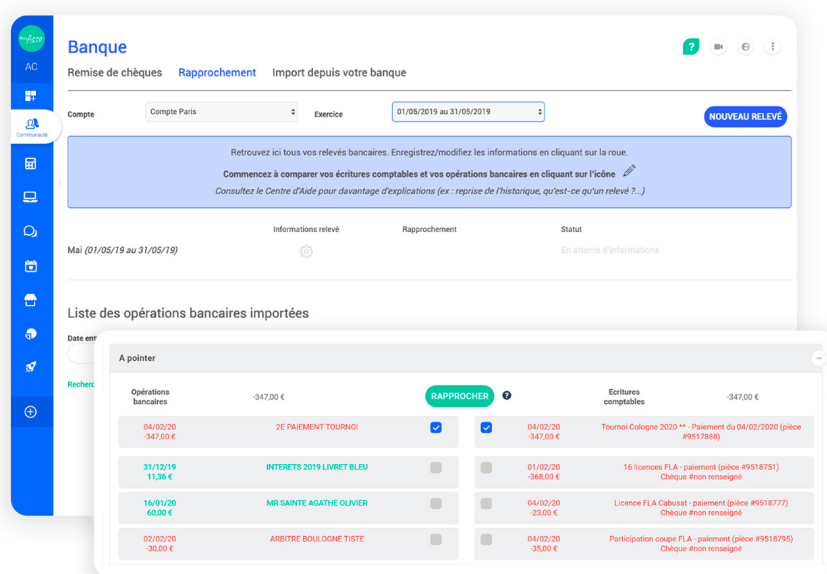 MyAsso
AC
Communauté
Banque
?
Remise de chèques Rapprochement Import depuis votre banque
Compte Compte Paris Exercice 01/05/2019 au 31/05/2019 NOUVEAU RELEVÉ
Retrouvez ici tous vos relevés bancaires. Enregistrez/modifiez les informations en cliquant sur la roue.
Commencez à comparer vos écritures comptables et vos opérations bancaires en cliquant sur l'icône
Consultez le Centre d'Aide pour davantage d'explications (ex : reprise de l'historique, qu'est-ce qu'un relevé ?...)
Informations relevé Rapprochement Statut
Mai (01/05/19 au 31/05/19) En attente d'informations
Liste des opérations bancaires importées
Date ent
Recherc
A pointer
Opérations bancaires -347,00 € RAPPROCHER ? Ecritures comptables -347,00 €
04/02/20 2E PAIEMENT TOURNOI 04/02/20 Tournoi Cologne 2020 ** - Paiement du 04/02/2020 (pièce
-347,00 € -347,00 € #9517888)
31/12/19 INTERETS 2019 LIVRET BLEU 01/02/20 16 licences FLA - paiement (pièce #9518751)
11,36 € -368,00 € Chèque #non renseigné
16/01/20 MR SAINTE AGATHE OLIVIER 04/02/20 Licence FLA Cabusat - paiement (pièce #9518777)
60,00 € -23,00 € Chèque #non renseigné
02/02/20 ARBITRE BOULOGNE TISTE 04/02/20 Participation coupe FLA - paiement (pièce #9518795)
-30,00 € -35,00 € Chèque #non renseigné